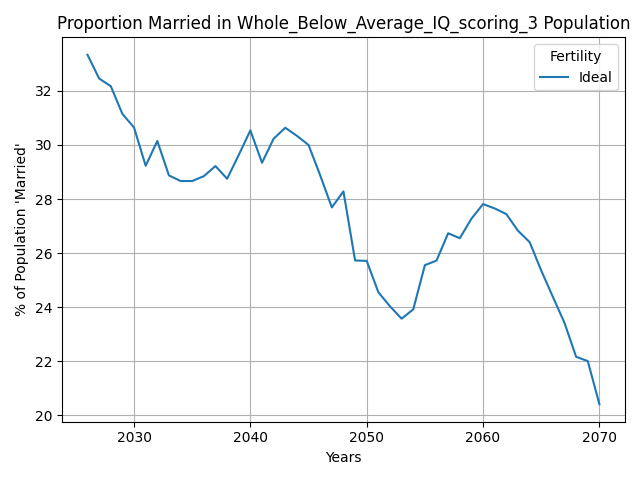 Proportion Married in Whole_Below_Average_IQ_scoring_3 Population
Fertility
Ideal
% of Population 'Married'
32
30
28
26
24
22
20
2030 2040 2050 2060 2070
Years